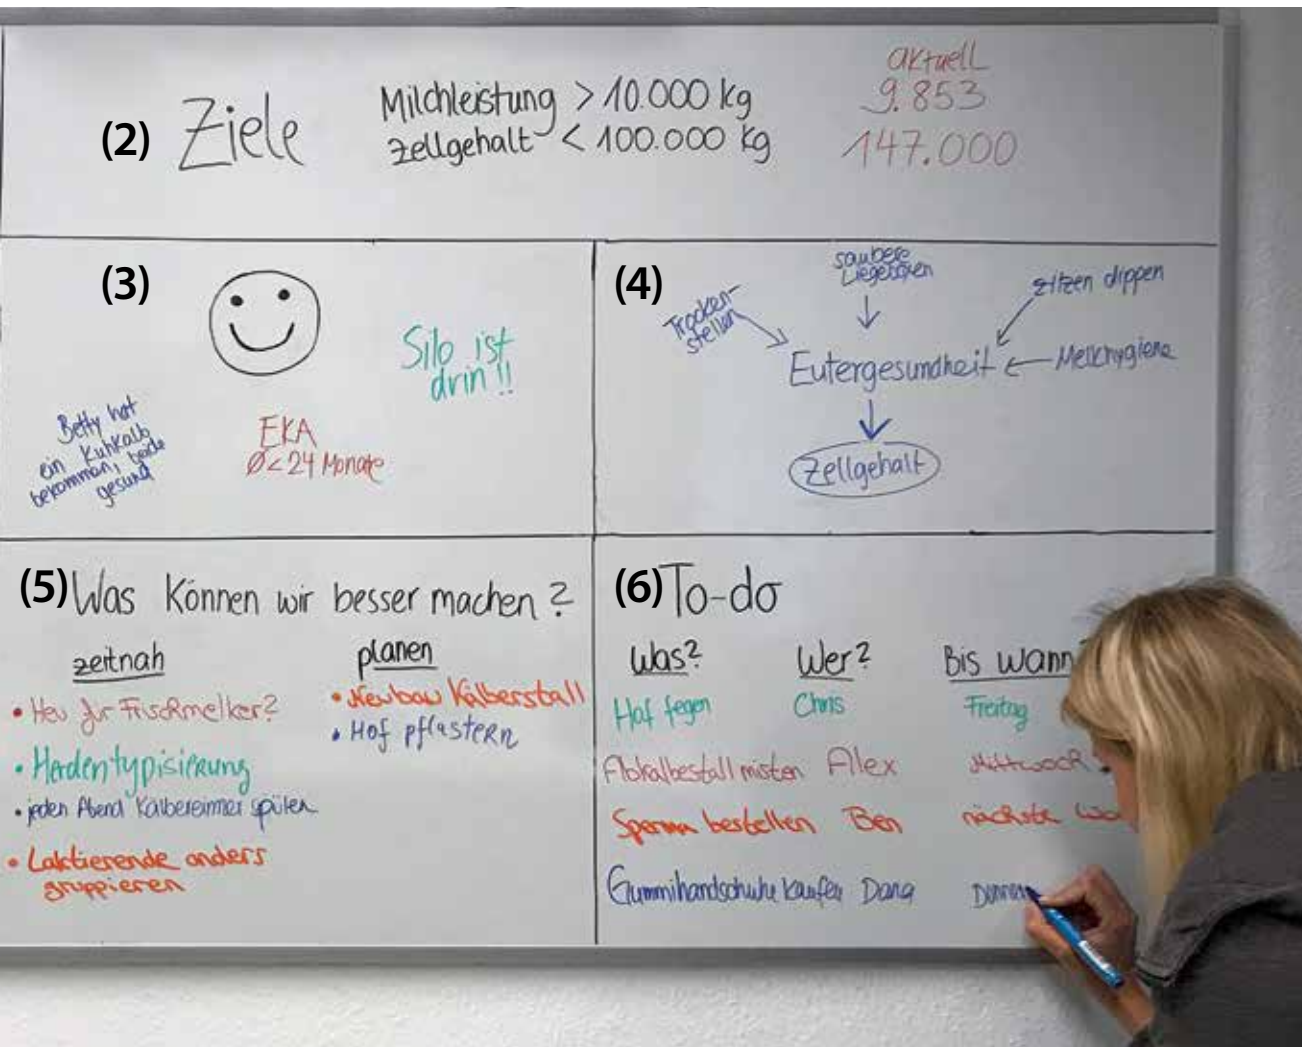 (2) Ziele
Milchleistung > 10.000 kg
Zellgehalt < 100.000 kg
aktuell
9.853
147.000
(3)
Silo ist
drin!!
Betty hat
ein Kuhkalb
bekommen, beide
gesund
EKA
Ø < 24 Monate
(4)
saubere
Liegeboxen
Trocken-
stellen
zitzen dippen
Eutergesundheit
Melkhygiene
Zellgehalt
(5) Was können wir besser machen?
zeitnah
• Heu für Frischmelker?
• Herdentypisierung
• jeden Abend Kälbereimer spülen
• Laktierende anders
gruppieren
planen
• Neubau Kälberstall
• Hof pflastern
(6) To-do
Was? Wer? Bis wann?
Hof fegen Chris Freitag
misten Alex Mittwoch
Sperma bestellen Ben nächste Wo
Gummihandschuhe kaufen Dana Donner